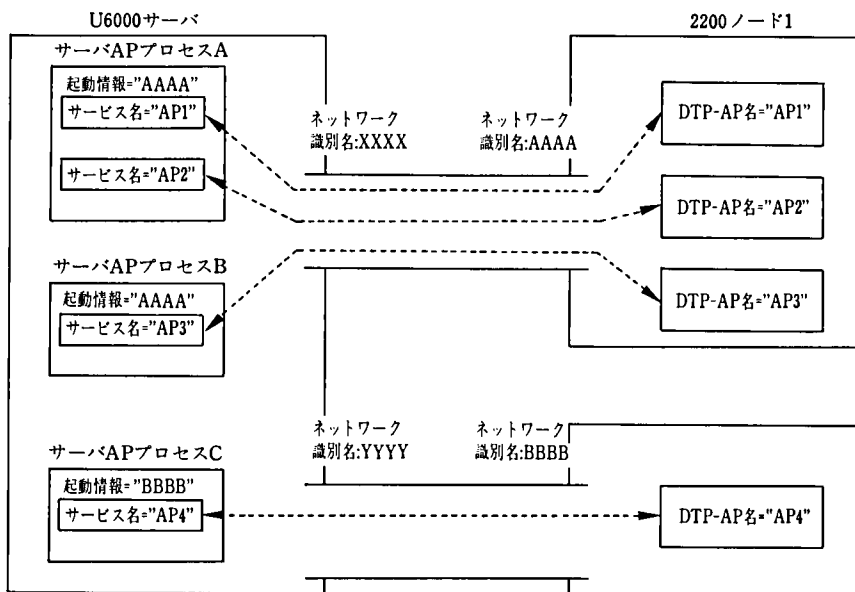 U6000サーバ
2200ノード1
サーバAPプロセスA
起動情報="AAAA"
サービス名="AP1"
サービス名="AP2"
ネットワーク
識別名:XXXX
ネットワーク
識別名:AAAA
DTP-AP名="AP1"
DTP-AP名="AP2"
DTP-AP名="AP3"
サーバAPプロセスB
起動情報="AAAA"
サービス名="AP3"
ネットワーク
識別名:YYYY
ネットワーク
識別名:BBBB
サーバAPプロセスC
起動情報="BBBB"
サービス名="AP4"
DTP-AP名="AP4"